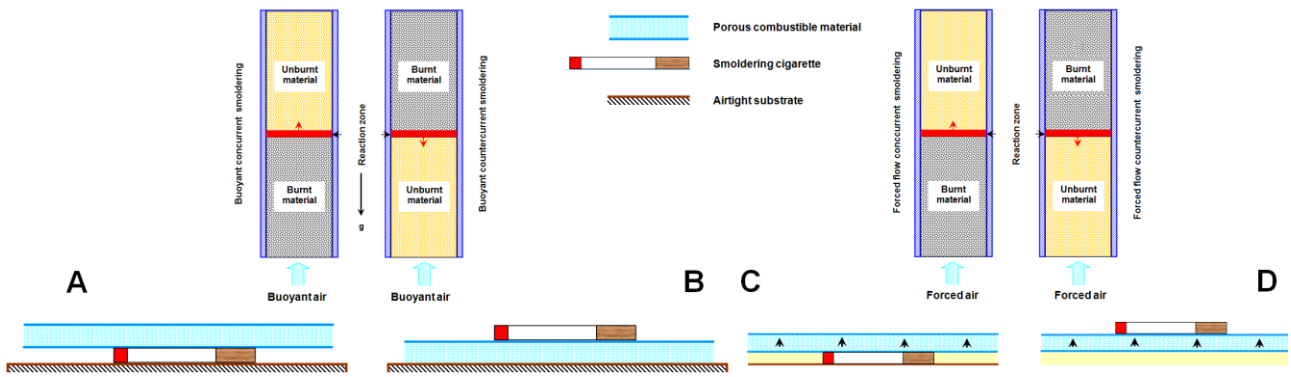 Buoyant concurrent smoldering
Unburnt
material
Burnt
material
Reaction zone
g
Burnt
material
Unburnt
material
Buoyant countercurrent smoldering
Porous combustible material
Smoldering cigarette
Airtight substrate
Forced flow conccurrent smoldering
Unburnt
material
Burnt
material
Reaction zone
Burnt
material
Unburnt
material
Forced flow countercurrent smoldering
A
Buoyant air
Buoyant air
B
C
Forced air
Forced air
D